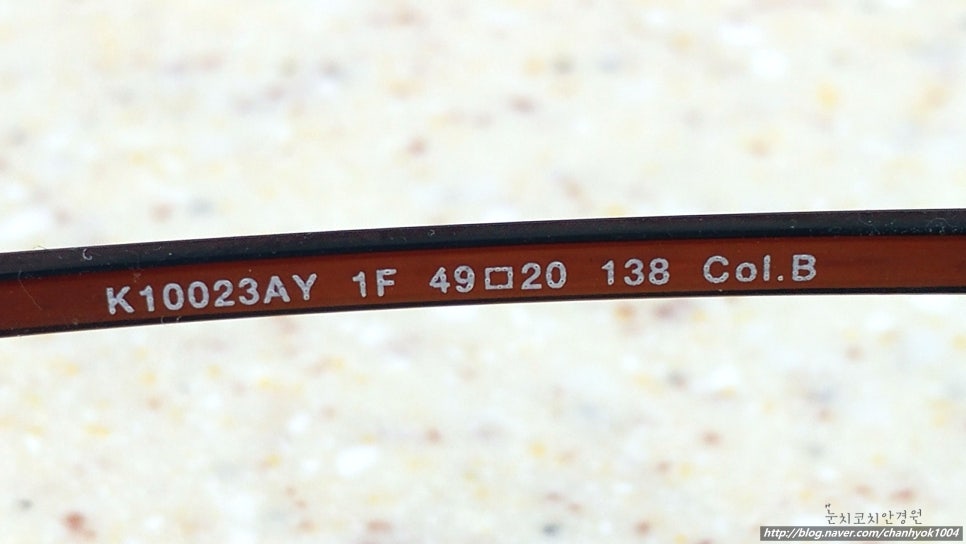 K10023AY 1F 49□20 138 Col.B
눈치코치안경원
http://blog.naver.com/chanhyok1004